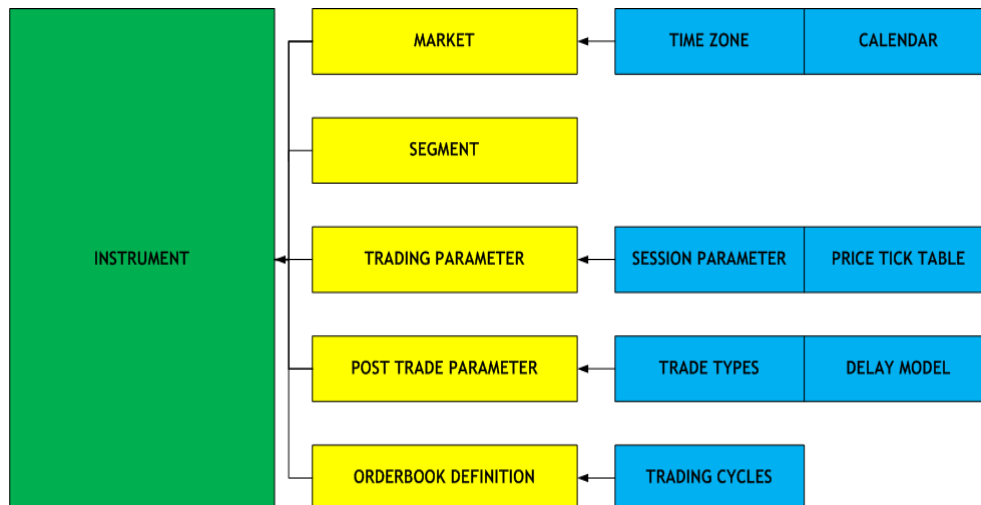 MARKET
TIME ZONE
CALENDAR
SEGMENT
INSTRUMENT
TRADING PARAMETER
SESSION PARAMETER
PRICE TICK TABLE
POST TRADE PARAMETER
TRADE TYPES
DELAY MODEL
ORDERBOOK DEFINITION
TRADING CYCLES